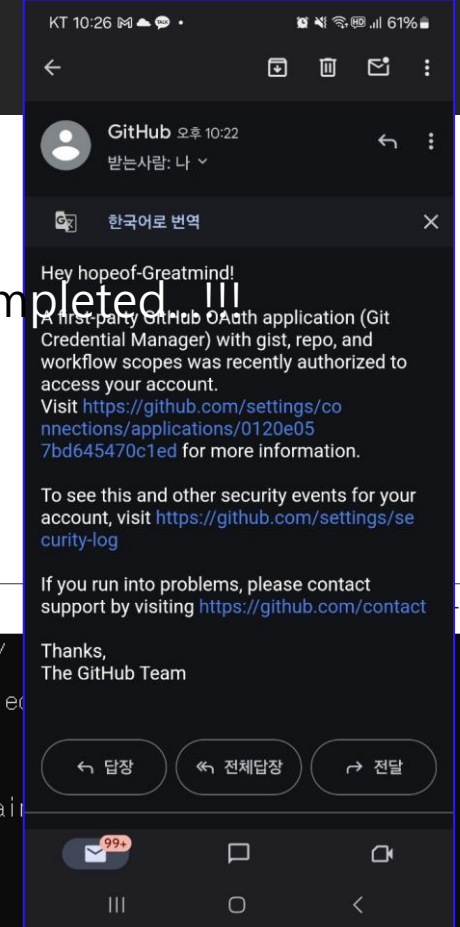 KT 10:26
61%
GitHub 오후 10:22
받는사람: 나
한국어로 번역
Hey hopeof-Greatmind!
mpleted...!!!
A first-party GitHub OAuth application (Git
Credential Manager) with gist, repo, and
workflow scopes was recently authorized to
access your account.
Visit https://github.com/settings/co
nnections/applications/0120e05
7bd645470c1ed for more information.
To see this and other security events for your
account, visit https://github.com/settings/se
curity-log
If you run into problems, please contact
support by visiting https://github.com/contact
Thanks,
The GitHub Team
답장
전체답장
전달
99+